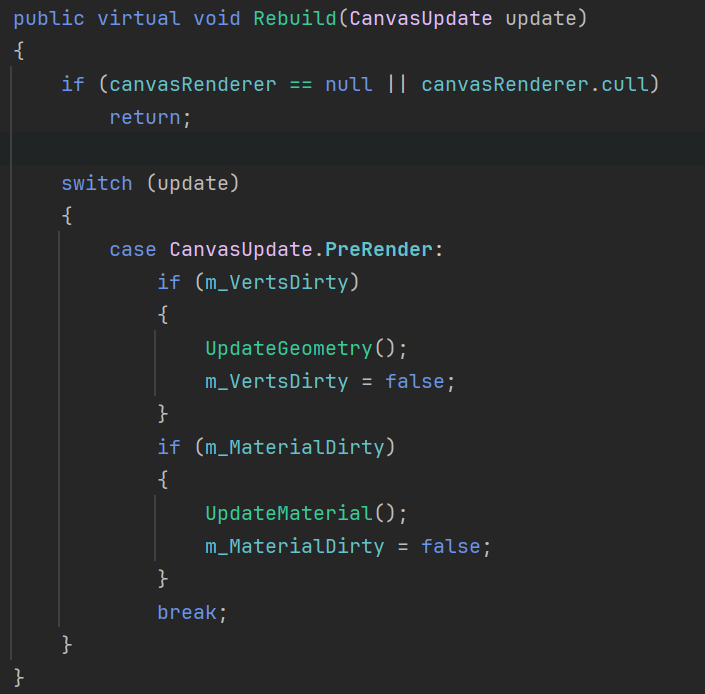 public virtual void Rebuild(CanvasUpdate update)
{
    if (canvasRenderer == null || canvasRenderer.cull)
        return;
    switch (update)
    {
        case CanvasUpdate.PreRender:
            if (m_VertsDirty)
            {
                UpdateGeometry();
                m_VertsDirty = false;
            }
            if (m_MaterialDirty)
            {
                UpdateMaterial();
                m_MaterialDirty = false;
            }
            break;
    }
}